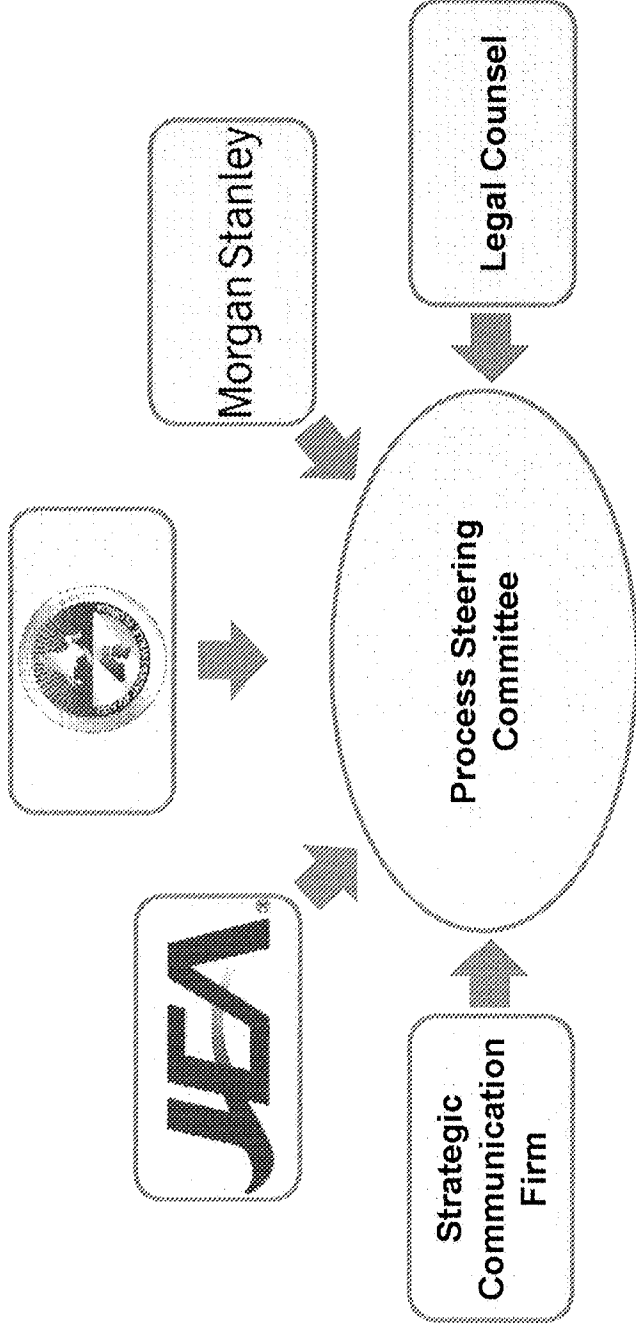 JEA®
Morgan Stanley
Strategic
Communication
Firm
Process Steering
Committee
Legal Counsel